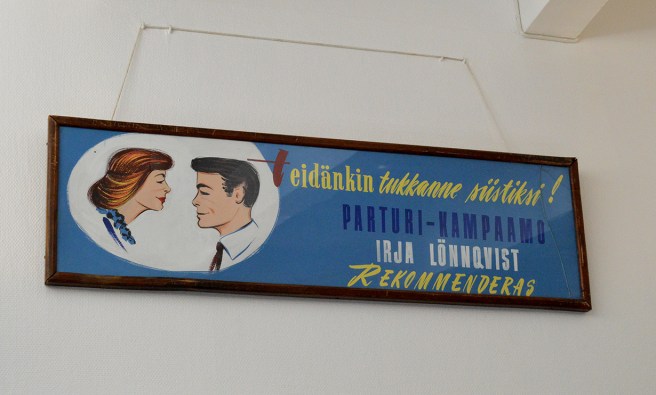 teidänkin tukkanne siistiksi!
PARTURI-KAMPAAMO
IRJA LÖNNQVIST
REKOMMENDERAS